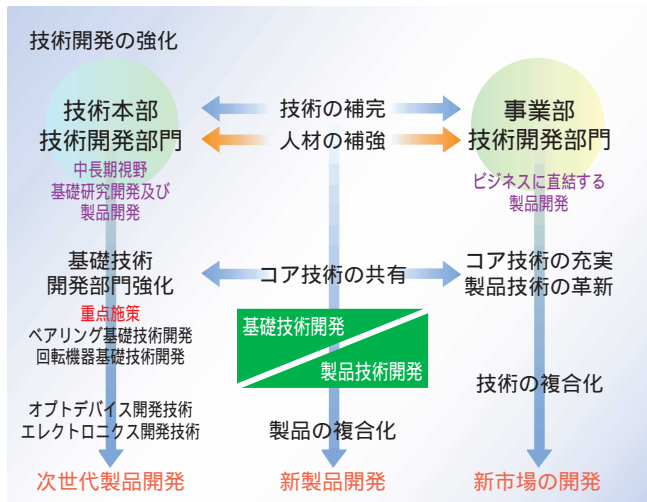 技術開発の強化
技術本部
技術開発部門
中長期視野
基礎研究開発及び
製品開発
技術の補完
人材の補強
事業部
技術開発部門
ビジネスに直結する
製品開発
基礎技術
開発部門強化
コア技術の共有
コア技術の充実
製品技術の革新
重点施策
ベアリング基礎技術開発
回転機器基礎技術開発
基礎技術開発
製品技術開発
技術の複合化
オプトデバイス開発技術
エレクトロニクス開発技術
製品の複合化
次世代製品開発
新製品開発
新市場の開発